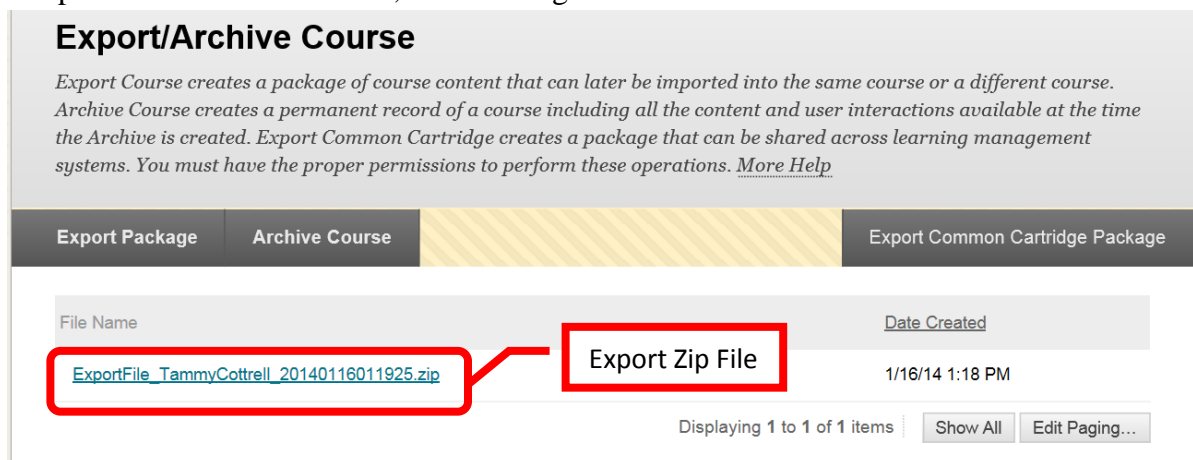 Export/Archive Course
Export Course creates a package of course content that can later be imported into the same course or a different course.
Archive Course creates a permanent record of a course including all the content and user interactions available at the time
the Archive is created. Export Common Cartridge creates a package that can be shared across learning management
systems. You must have the proper permissions to perform these operations. More Help
Export Package Archive Course Export Common Cartridge Package
File Name Date Created
ExportFile_TammyCottrell_20140116011925.zip Export Zip File 1/16/14 1:18 PM
Displaying 1 to 1 of 1 items Show All Edit Paging...